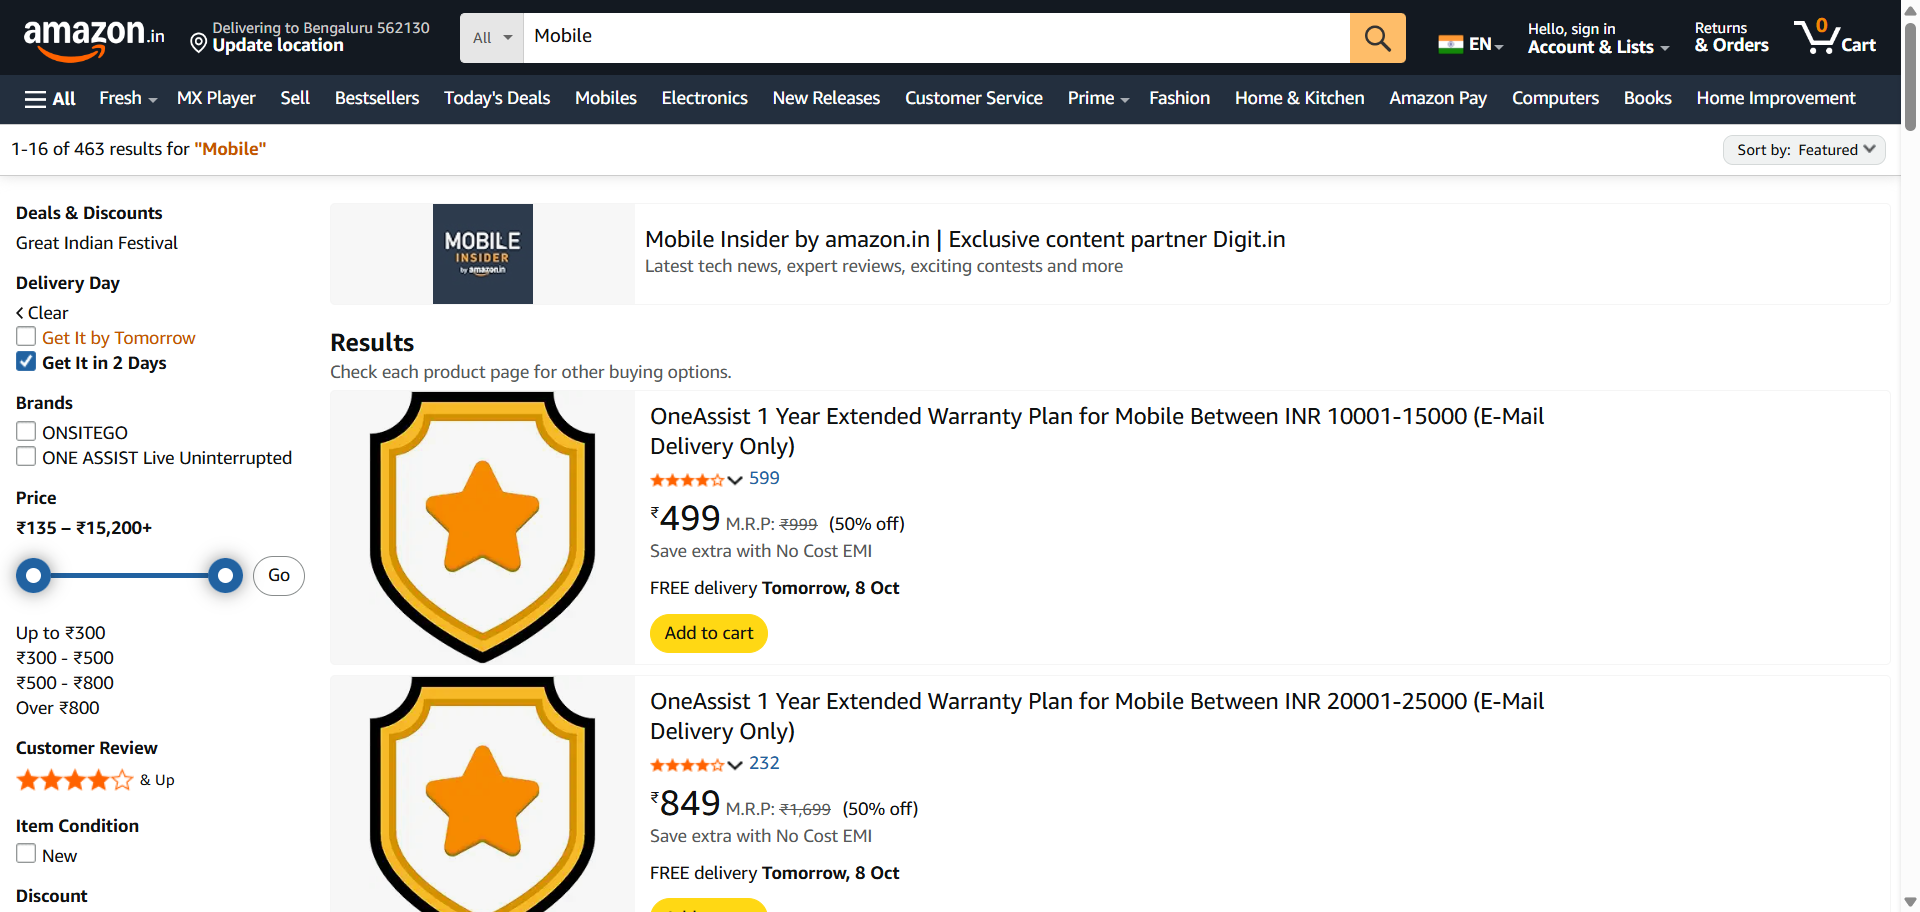 amazon.in
Delivering to Bengaluru 562130
Update location
All
Mobile
EN
Hello, sign in
Account & Lists
Returns
& Orders
0
Cart
All
Fresh
MX Player
Sell
Bestsellers
Today's Deals
Mobiles
Electronics
New Releases
Customer Service
Prime
Fashion
Home & Kitchen
Amazon Pay
Computers
Books
Home Improvement
1-16 of 463 results for "Mobile"
Sort by: Featured
Deals & Discounts
Great Indian Festival
Delivery Day
Clear
Get It by Tomorrow
Get It in 2 Days
Brands
ONSITEGO
ONE ASSIST Live Uninterrupted
Price
₹135 – ₹15,200+
Go
Up to ₹300
₹300 - ₹500
₹500 - ₹800
Over ₹800
Customer Review
& Up
Item Condition
New
Discount
MOBILE
INSIDER
by amazon.in
Mobile Insider by amazon.in | Exclusive content partner Digit.in
Latest tech news, expert reviews, exciting contests and more
Results
Check each product page for other buying options.
OneAssist 1 Year Extended Warranty Plan for Mobile Between INR 10001-15000 (E-Mail
Delivery Only)
599
₹499 M.R.P: ₹999 (50% off)
Save extra with No Cost EMI
FREE delivery Tomorrow, 8 Oct
Add to cart
OneAssist 1 Year Extended Warranty Plan for Mobile Between INR 20001-25000 (E-Mail
Delivery Only)
232
₹849 M.R.P: ₹1,699 (50% off)
Save extra with No Cost EMI
FREE delivery Tomorrow, 8 Oct